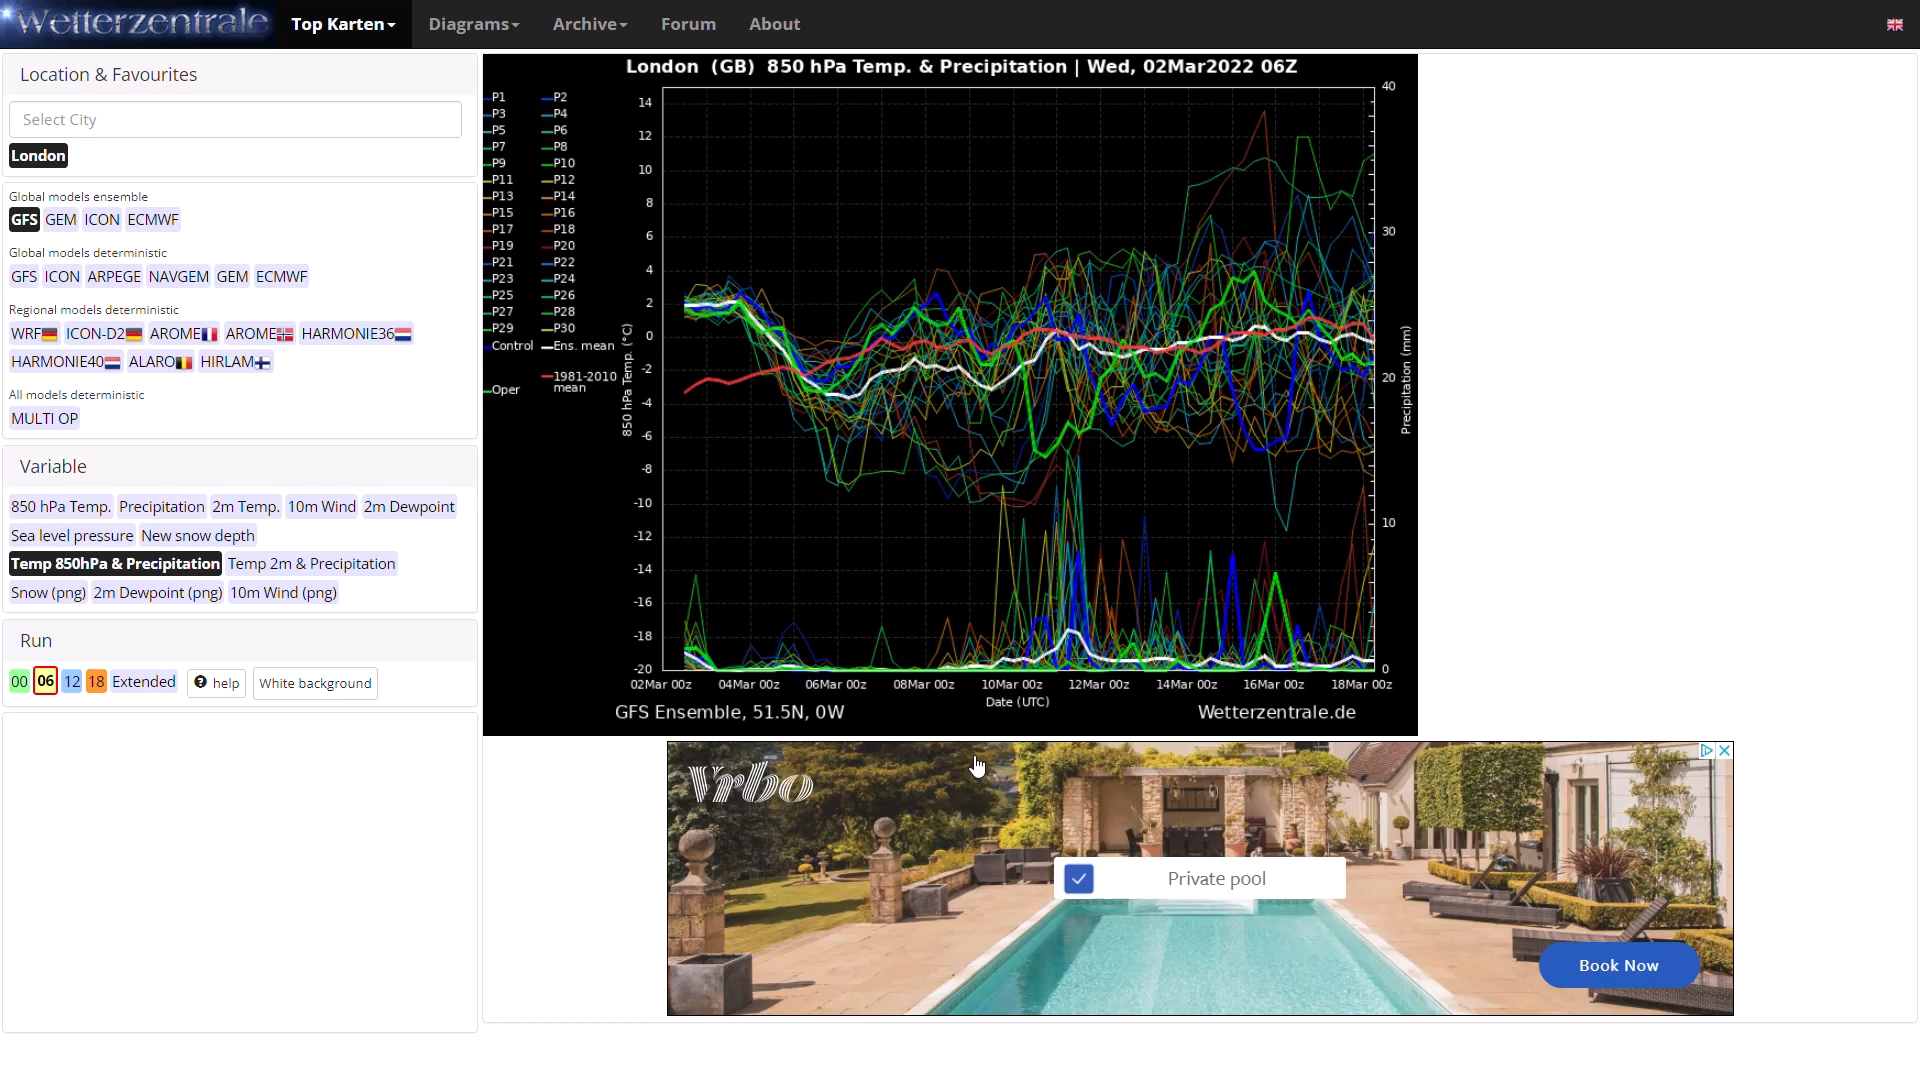 Wetterzentrale
Top Karten
Diagrams
Archive
Forum
About
Location & Favourites
Select City
London
Global models ensemble
GFS GEM ICON ECMWF
Global models deterministic
GFS ICON ARPEGE NAVGEM GEM ECMWF
Regional models deterministic
WRF ICON-D2 AROME AROME HARMONIE36
HARMONIE40 ALARO HIRLAM
All models deterministic
MULTI OP
Variable
850 hPa Temp. Precipitation 2m Temp. 10m Wind 2m Dewpoint
Sea level pressure New snow depth
Temp 850hPa & Precipitation Temp 2m & Precipitation
Snow (png) 2m Dewpoint (png) 10m Wind (png)
Run
00 06 12 18 Extended ? help White background
London (GB) 850 hPa Temp. & Precipitation | Wed, 02Mar2022 06Z
P1 P2
P3 P4
P5 P6
P7 P8
P9 P10
P11 P12
P13 P14
P15 P16
P17 P18
P19 P20
P21 P22
P23 P24
P25 P26
P27 P28
P29 P30
Control Ens. mean
Oper 1981-2010
mean
850 hPa Temp. (°C)
14
12
10
8
6
4
2
0
-2
-4
-6
-8
-10
-12
-14
-16
-18
-20
40
30
20
10
0
Precipitation (mm)
02Mar 00z 04Mar 00z 06Mar 00z 08Mar 00z 10Mar 00z 12Mar 00z 14Mar 00z 16Mar 00z 18Mar 00z
Date (UTC)
GFS Ensemble, 51.5N, 0W
Wetterzentrale.de
Vrbo
Private pool
Book Now